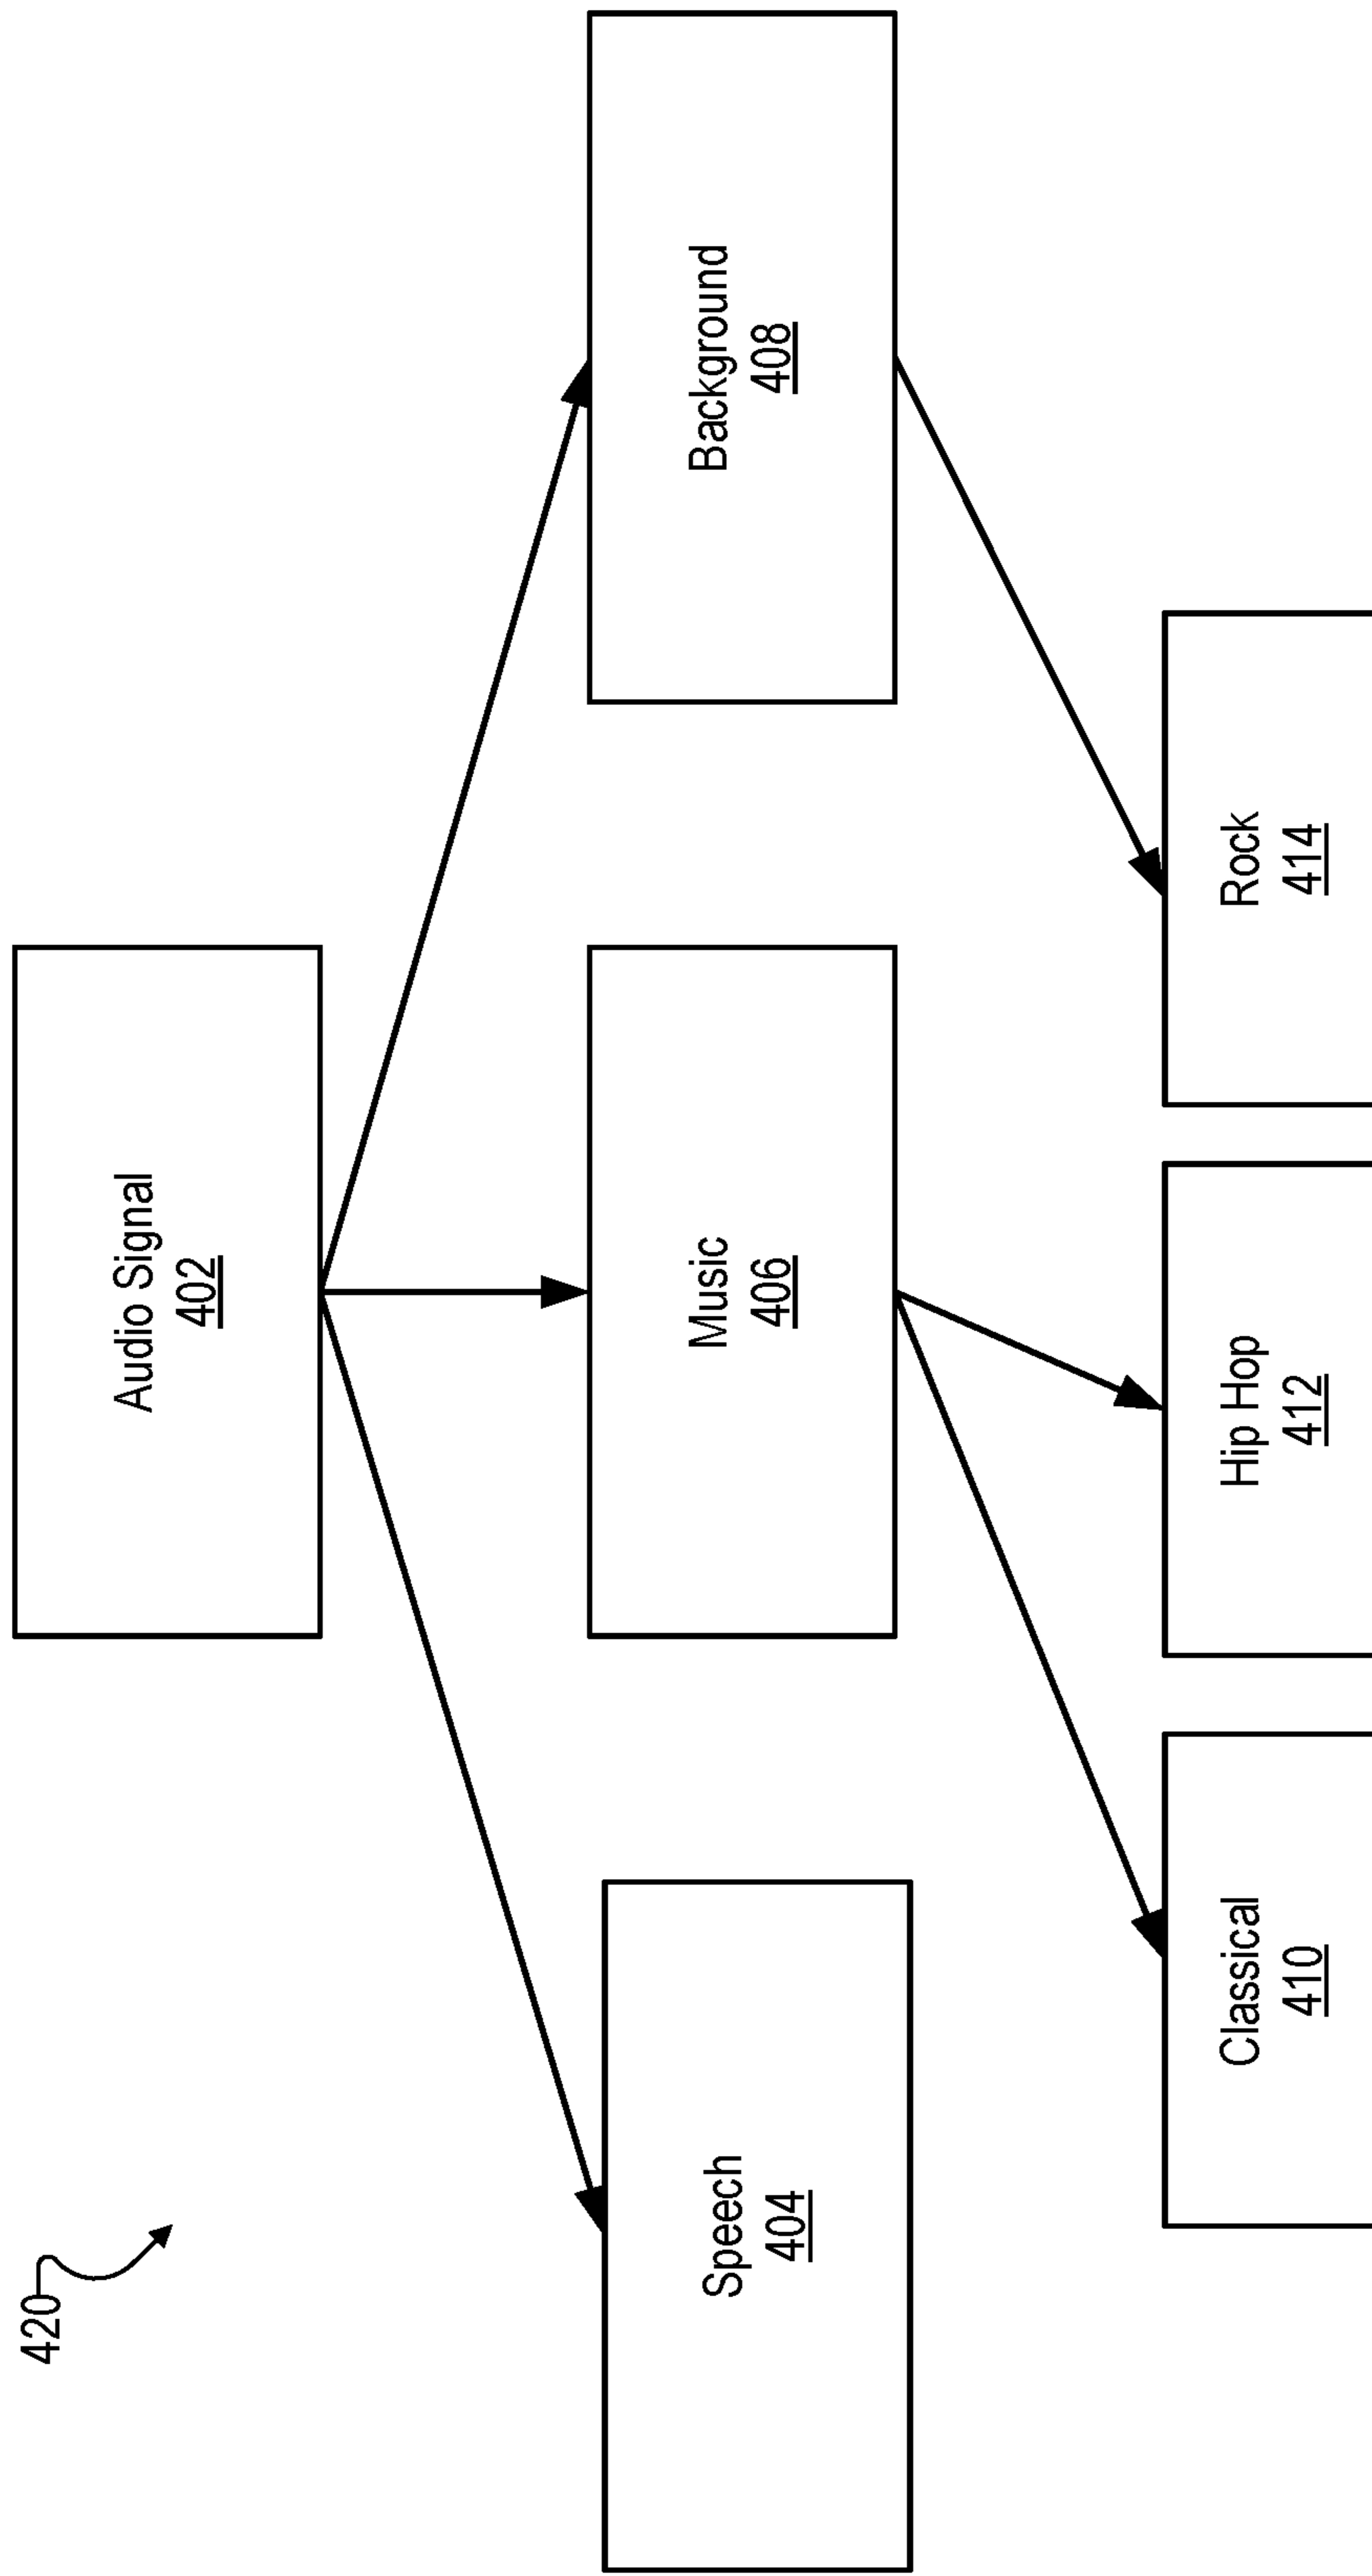 420
Audio Signal
402
Speech
404
Music
406
Background
408
Classical
410
Hip Hop
412
Rock
414